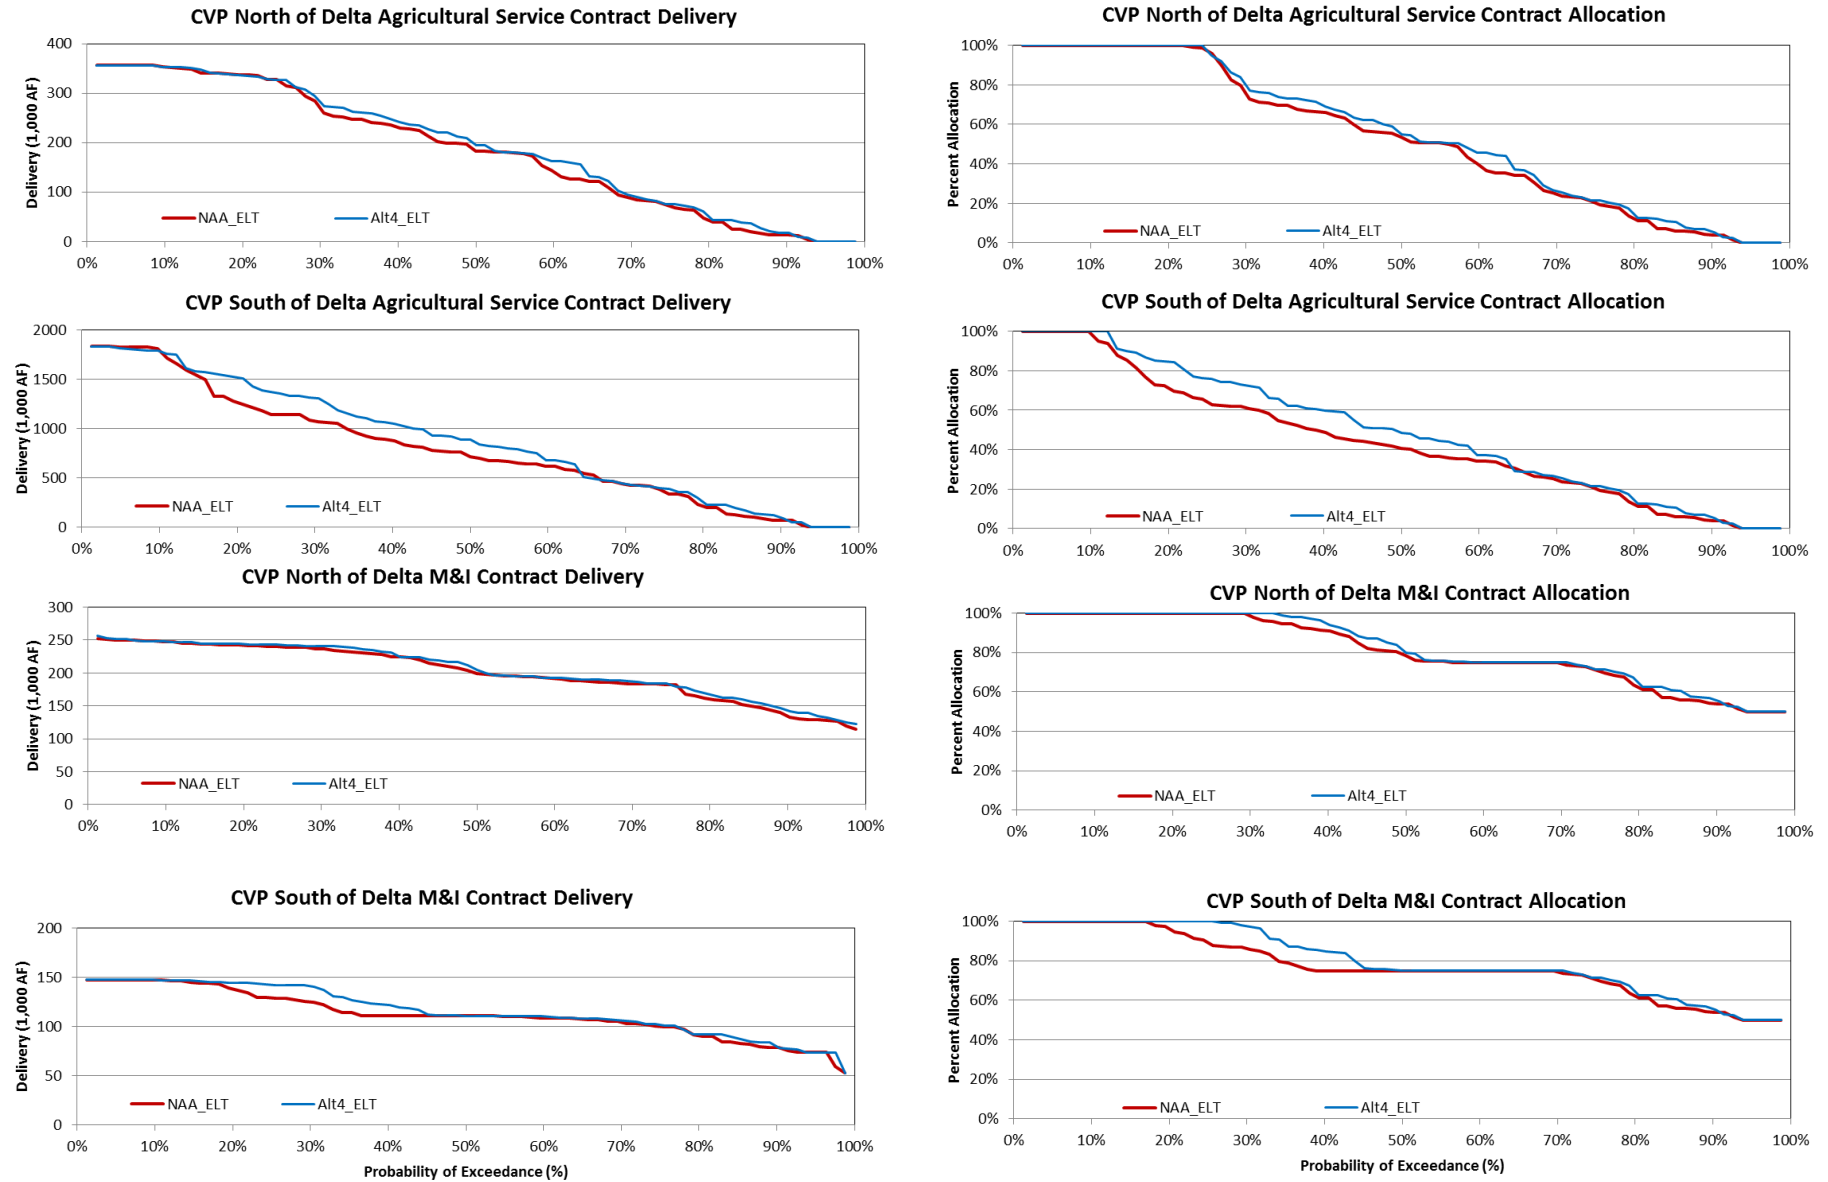 CVP North of Delta Agricultural Service Contract Delivery
Delivery (1,000 AF)
400
300
200
100
0
NAA_ELT Alt4_ELT
0% 10% 20% 30% 40% 50% 60% 70% 80% 90% 100%
CVP North of Delta Agricultural Service Contract Allocation
Percent Allocation
100%
80%
60%
40%
20%
0%
NAA_ELT Alt4_ELT
0% 10% 20% 30% 40% 50% 60% 70% 80% 90% 100%
CVP South of Delta Agricultural Service Contract Delivery
Delivery (1,000 AF)
2000
1500
1000
500
0
NAA_ELT Alt4_ELT
0% 10% 20% 30% 40% 50% 60% 70% 80% 90% 100%
CVP South of Delta Agricultural Service Contract Allocation
Percent Allocation
100%
80%
60%
40%
20%
0%
NAA_ELT Alt4_ELT
0% 10% 20% 30% 40% 50% 60% 70% 80% 90% 100%
CVP North of Delta M&I Contract Delivery
Delivery (1,000 AF)
300
250
200
150
100
50
0
NAA_ELT Alt4_ELT
0% 10% 20% 30% 40% 50% 60% 70% 80% 90% 100%
CVP North of Delta M&I Contract Allocation
Percent Allocation
100%
80%
60%
40%
20%
0%
NAA_ELT Alt4_ELT
0% 10% 20% 30% 40% 50% 60% 70% 80% 90% 100%
CVP South of Delta M&I Contract Delivery
Delivery (1,000 AF)
200
150
100
50
0
NAA_ELT Alt4_ELT
0% 10% 20% 30% 40% 50% 60% 70% 80% 90% 100%
Probability of Exceedance (%)
CVP South of Delta M&I Contract Allocation
Percent Allocation
100%
80%
60%
40%
20%
0%
NAA_ELT Alt4_ELT
0% 10% 20% 30% 40% 50% 60% 70% 80% 90% 100%
Probability of Exceedance (%)